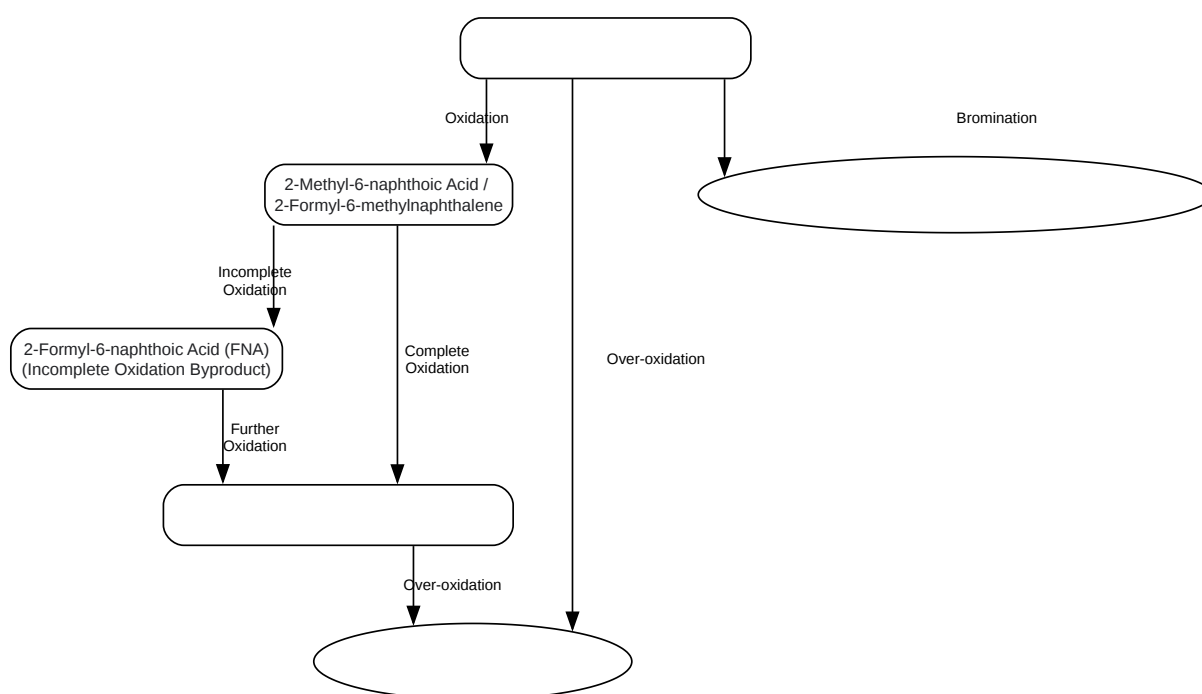 Oxidation
Bromination
2-Methyl-6-naphthoic Acid /
2-Formyl-6-methylnaphthalene
Incomplete
Oxidation
2-Formyl-6-naphthoic Acid (FNA)
(Incomplete Oxidation Byproduct)
Complete
Oxidation
Over-oxidation
Further
Oxidation
Over-oxidation